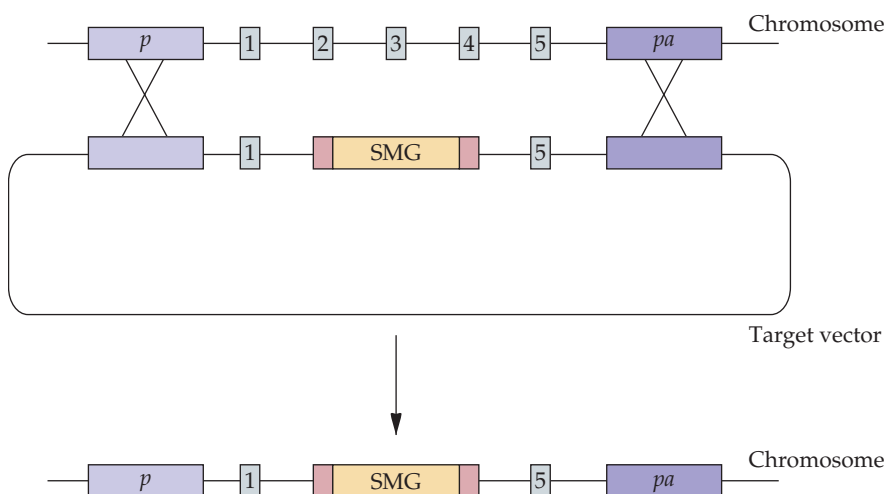 Chromosome
p 1 2 3 4 5 pa
1 SMG 5
Target vector
Chromosome
p 1 SMG 5 pa